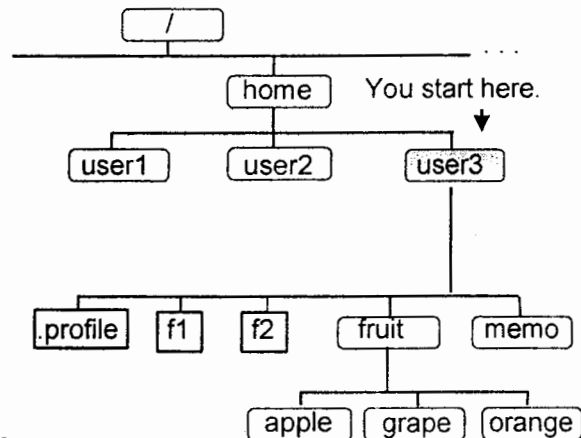 /
. . .
home You start here.
user1 user2 user3
.profile f1 f2 fruit memo
apple grape orange